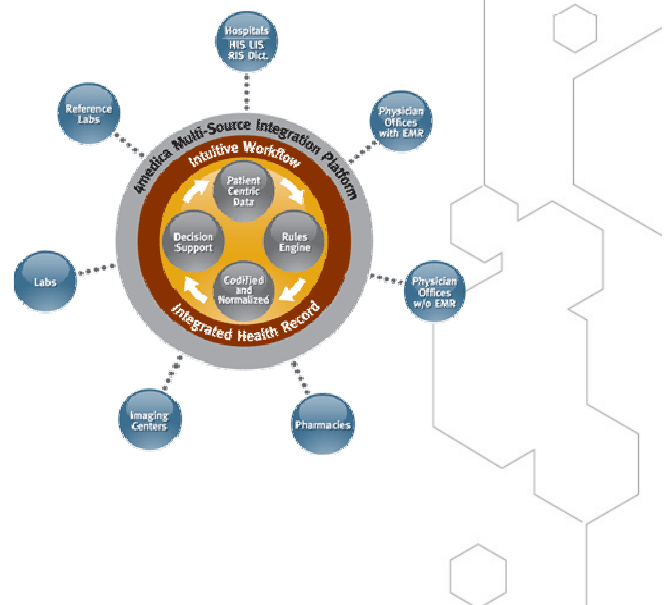 Hospitals
HIS LIS
RIS Dict.
Reference
Labs
Physician
Offices
with EMR
4medica Multi-Source Integration Platform
Intuitive Workflow
Patient
Centric
Data
Decision
Support
Rules
Engine
Codified
and
Normalized
Integrated Health Record
Labs
Physician
Offices
w/o EMR
Imaging
Centers
Pharmacies